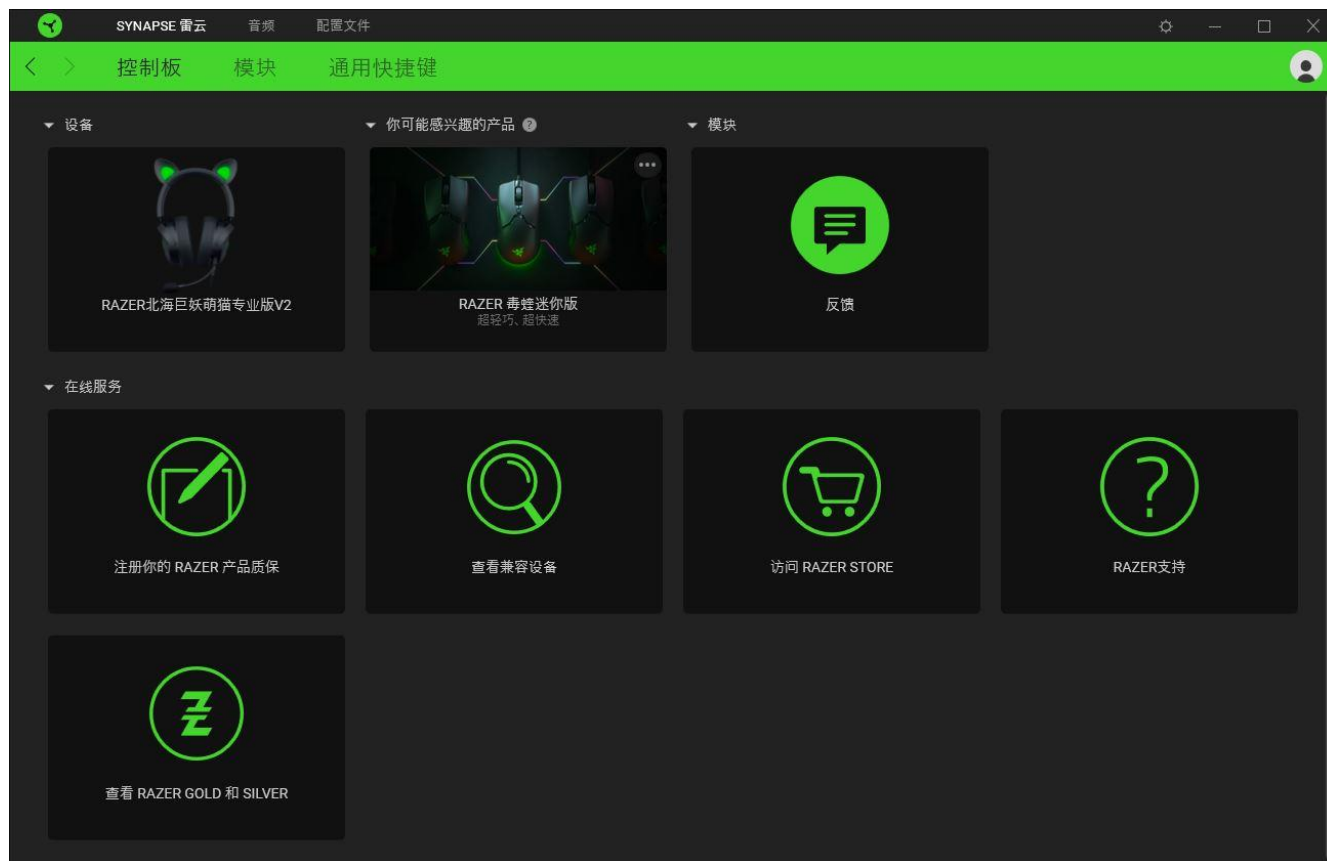 SYNAPSE 雷云 音频 配置文件
控制板 模块 通用快捷键
设备
你可能感兴趣的产品 ?
模块
RAZER北海巨妖萌猫专业版V2
RAZER 毒蝰迷你版
超轻巧、超快速
反馈
在线服务
注册你的 RAZER 产品质保
查看兼容设备
访问 RAZER STORE
RAZER支持
查看 RAZER GOLD 和 SILVER